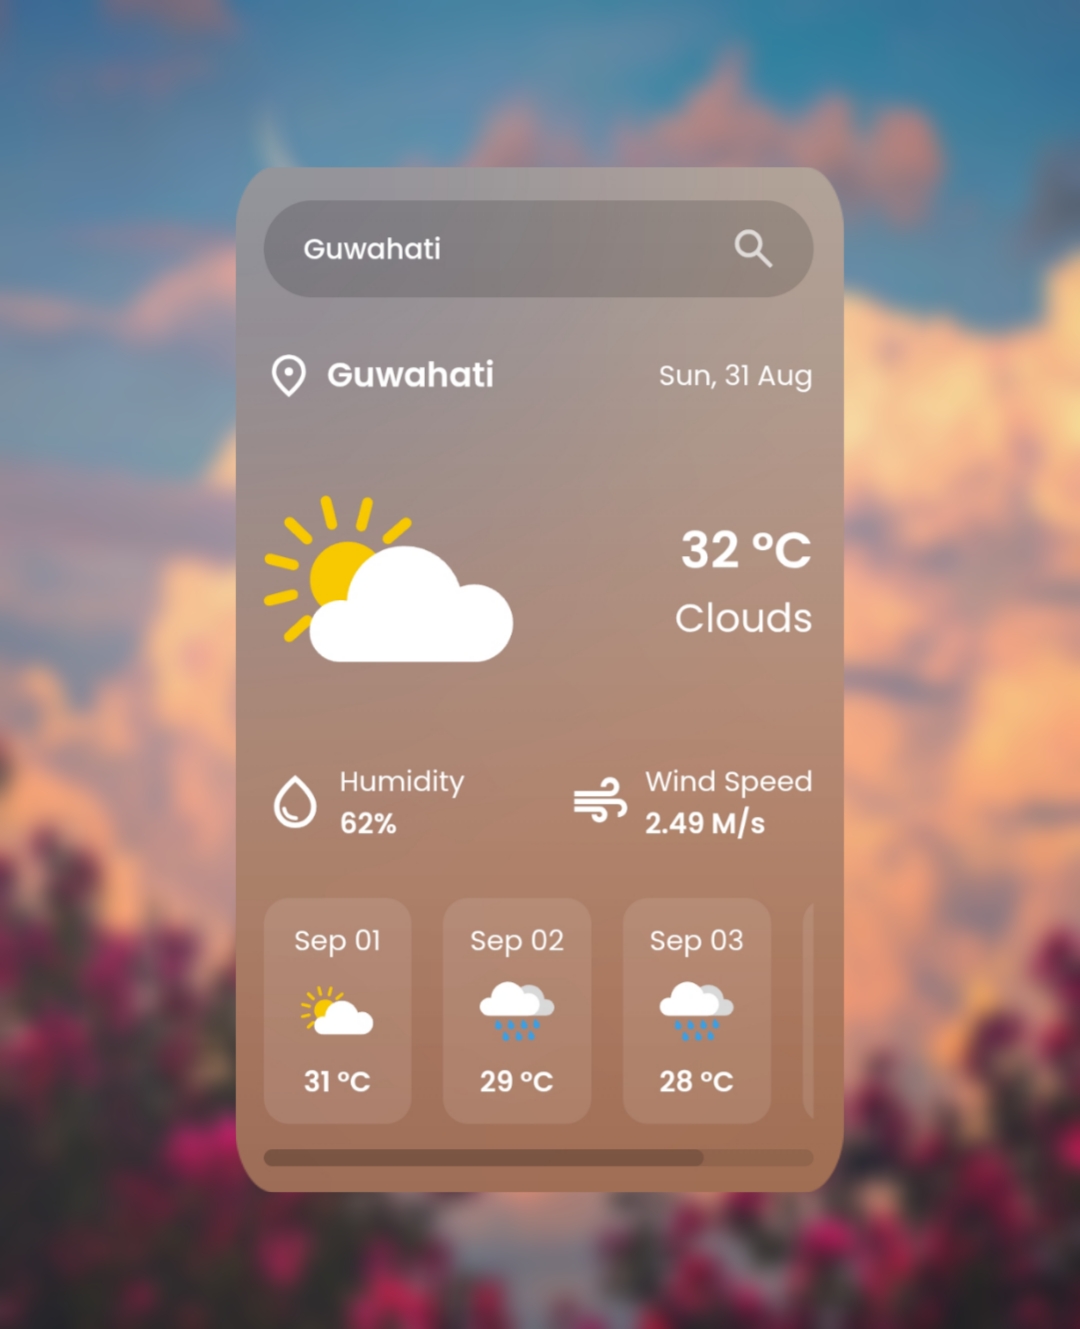 Guwahati
Guwahati
Sun, 31 Aug
32 °C
Clouds
Humidity
62%
Wind Speed
2.49 M/s
Sep 01
31 °C
Sep 02
29 °C
Sep 03
28 °C